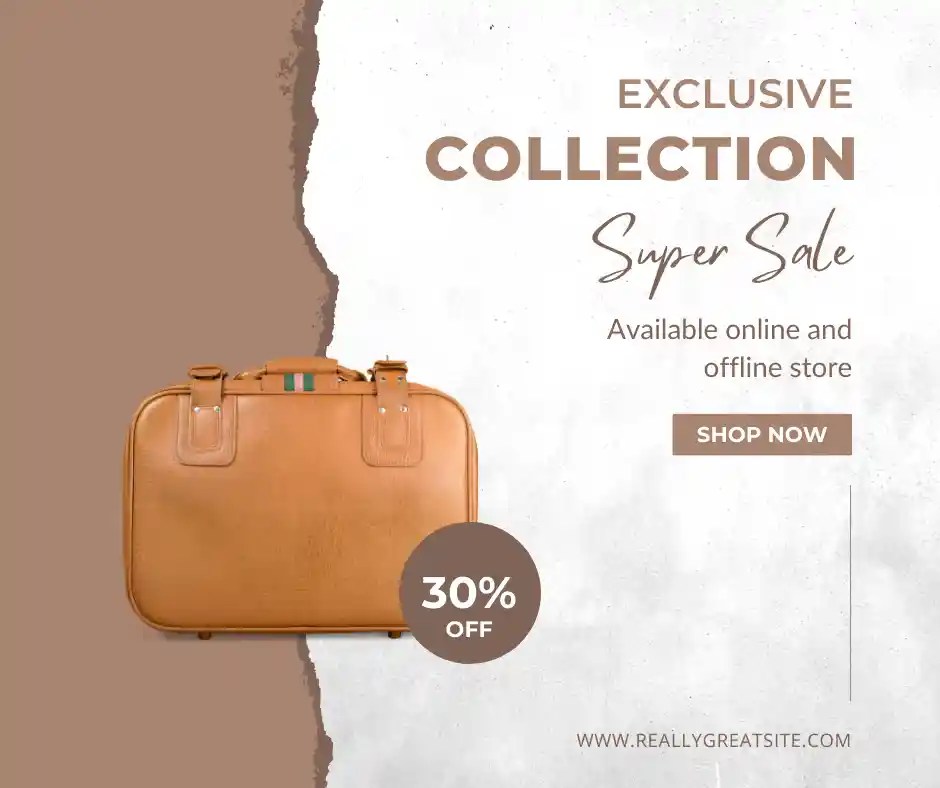 EXCLUSIVE
COLLECTION
Super Sale
Available online and
offline store
SHOP NOW
30%
OFF
WWW.REALLYGREATSITE.COM